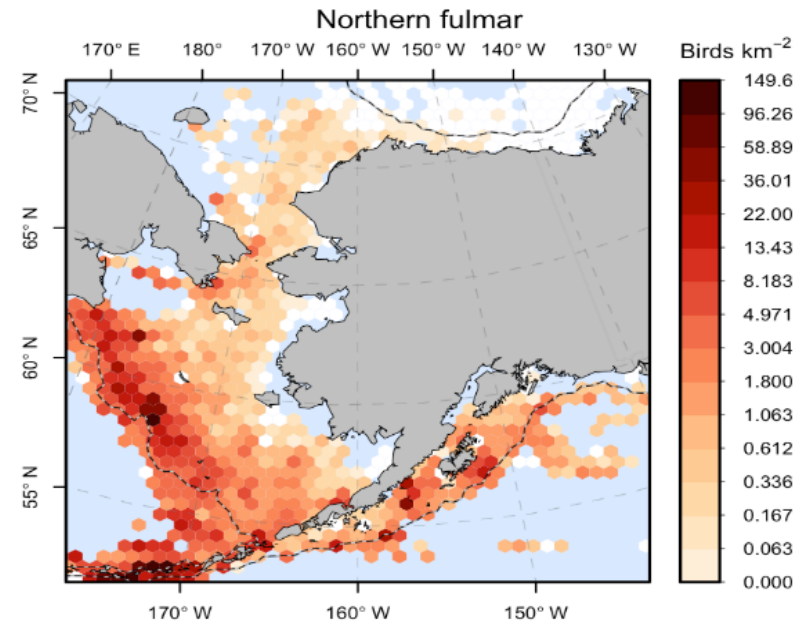 Northern fulmar
170° E 180° 170° W 160° W 150° W 140° W 130° W
Birds km⁻²
70° N
65° N
60° N
55° N
170° W 160° W 150° W
149.6
96.26
58.89
36.01
22.00
13.43
8.183
4.971
3.004
1.800
1.063
0.612
0.336
0.167
0.063
0.000